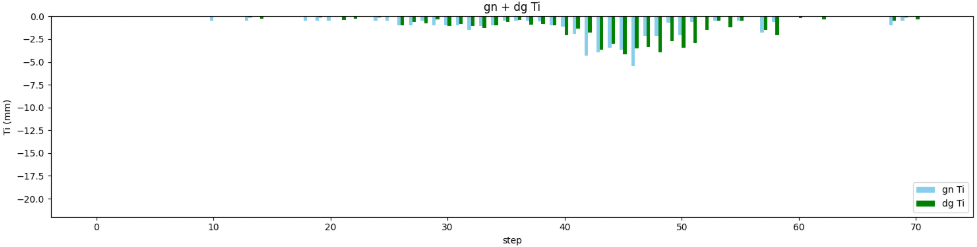 gn + dg Ti
0.0
−2.5
−5.0
−7.5
−10.0
−12.5
−15.0
−17.5
−20.0
Ti (mm)
0 10 20 30 40 50 60 70
step
gn Ti
dg Ti